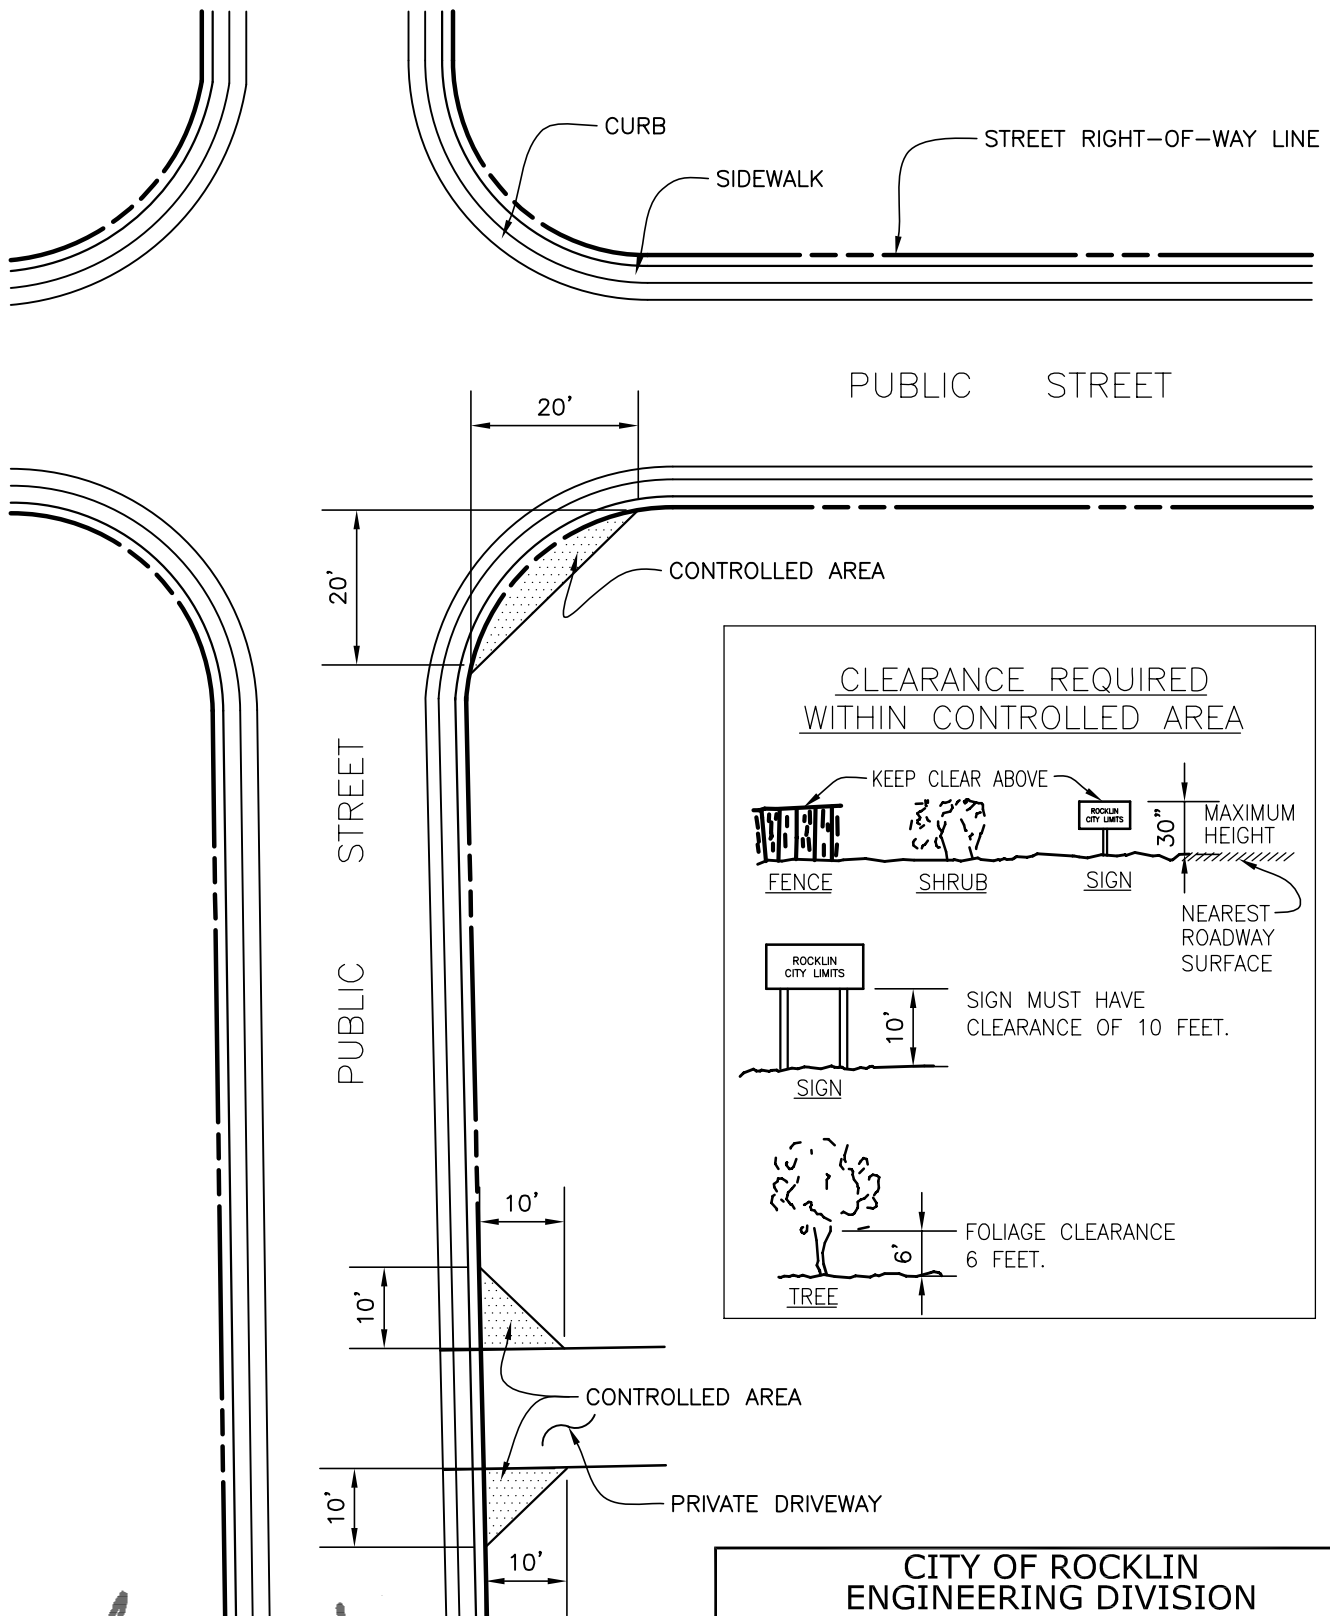 CURB
STREET RIGHT-OF-WAY LINE
SIDEWALK
PUBLIC STREET
20'
20'
CONTROLLED AREA
PUBLIC STREET
CLEARANCE REQUIRED
WITHIN CONTROLLED AREA
KEEP CLEAR ABOVE
ROCKLIN
CITY LIMITS
30"
MAXIMUM
HEIGHT
FENCE
SHRUB
SIGN
NEAREST
ROADWAY
SURFACE
ROCKLIN
CITY LIMITS
10'
SIGN MUST HAVE
CLEARANCE OF 10 FEET.
SIGN
6'
FOLIAGE CLEARANCE
6 FEET.
TREE
10'
10'
CONTROLLED AREA
PRIVATE DRIVEWAY
10'
10'
CITY OF ROCKLIN
ENGINEERING DIVISION